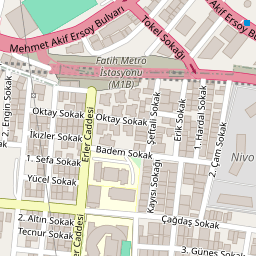 Mehmet Akif Ersoy Bulvarı
Akif Ersoy
Tokel Sokağı
Fatih Metro
İstasyonu
(M1B)
2. Engin Sokak
Oktay Sokak
Oktay Sokak
Erler Caddesi
İkizler Sokak
Badem Sokak
1. Sefa Sokak
Yücel Sokak
Şeftali Sokak
Erik Sokak
1. Hardal Sokak
2. Çam Sokak
Nivo
Kayısı Sokağı
2. Altın Sokak
Tecnur Sokak
Çağdaş Sokak
3. Güneş Sokak